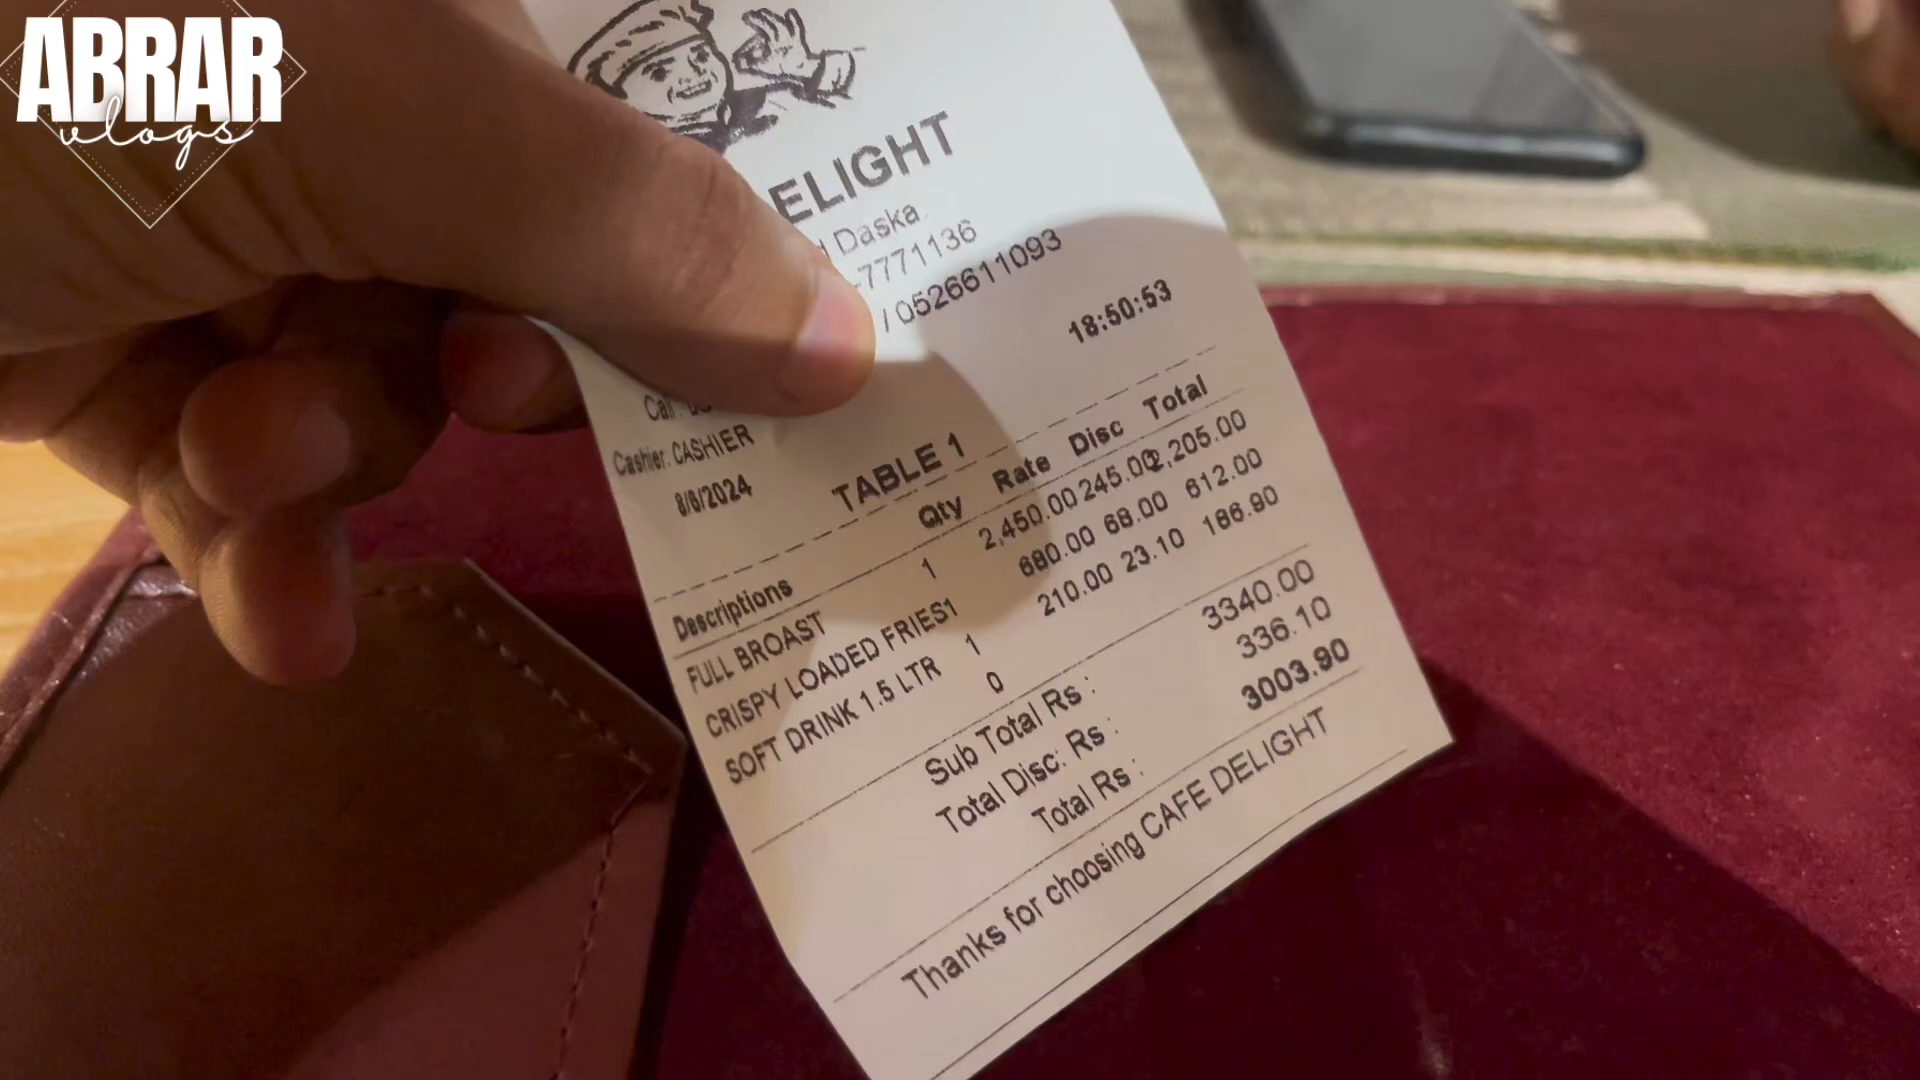 ABRAR
vlogs
ELIGHT
Daska.
-7771136
/ 0526611093
18:50:53
Cashier: CASHIER
8/6/2024
TABLE 1
Descriptions Qty Rate Disc Total
FULL BROAST 1 2,450.00 245.00 2,205.00
CRISPY LOADED FRIES1 680.00 68.00 612.00
SOFT DRINK 1.5 LTR 1 210.00 23.10 186.90
0
Sub Total Rs : 3340.00
Total Disc: Rs : 336.10
Total Rs : 3003.90
Thanks for choosing CAFE DELIGHT